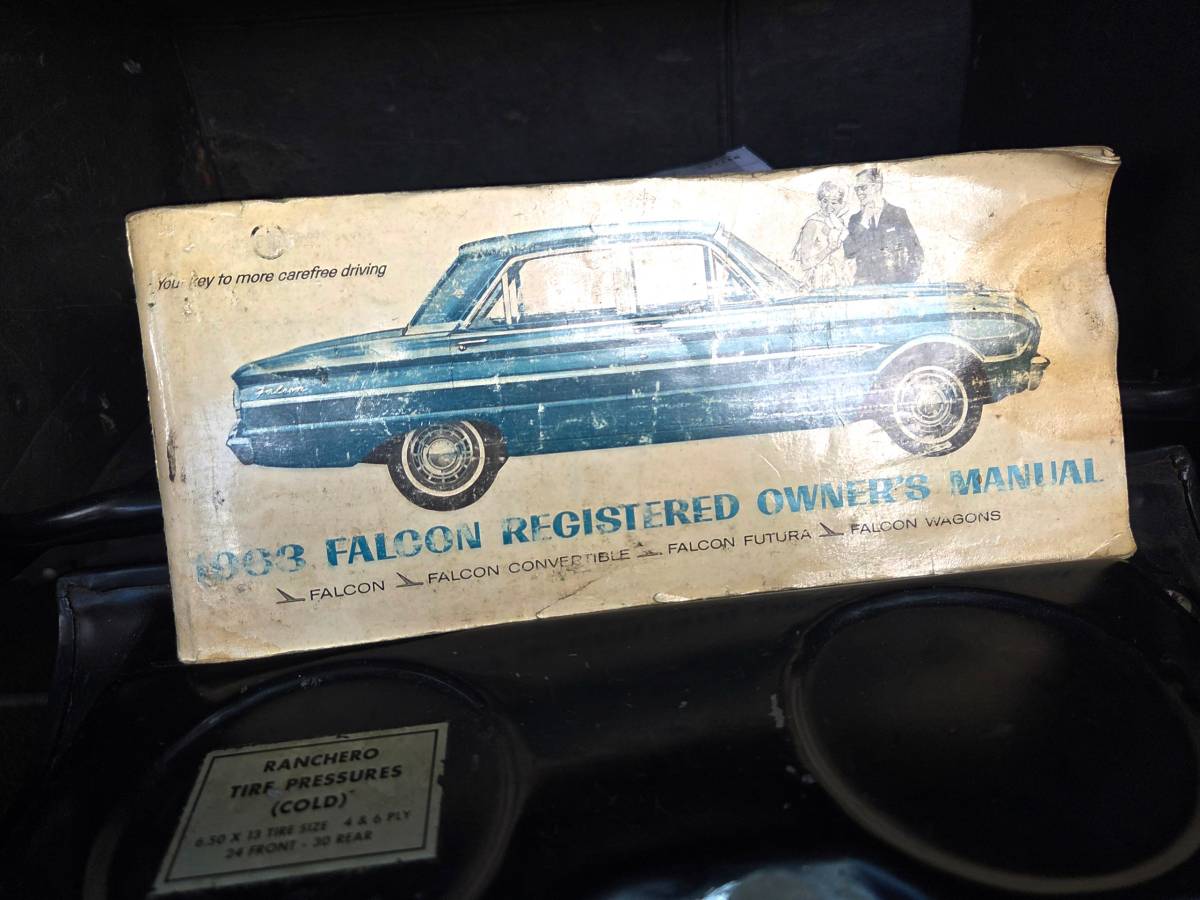 Your key to more carefree driving
Falcon
1963 FALCON REGISTERED OWNER'S MANUAL
FALCON FALCON CONVERTIBLE FALCON FUTURA FALCON WAGONS
RANCHERO
TIRE PRESSURES
(COLD)
6.50 X 13 TIRE SIZE 4 & 6 PLY
24 FRONT - 30 REAR